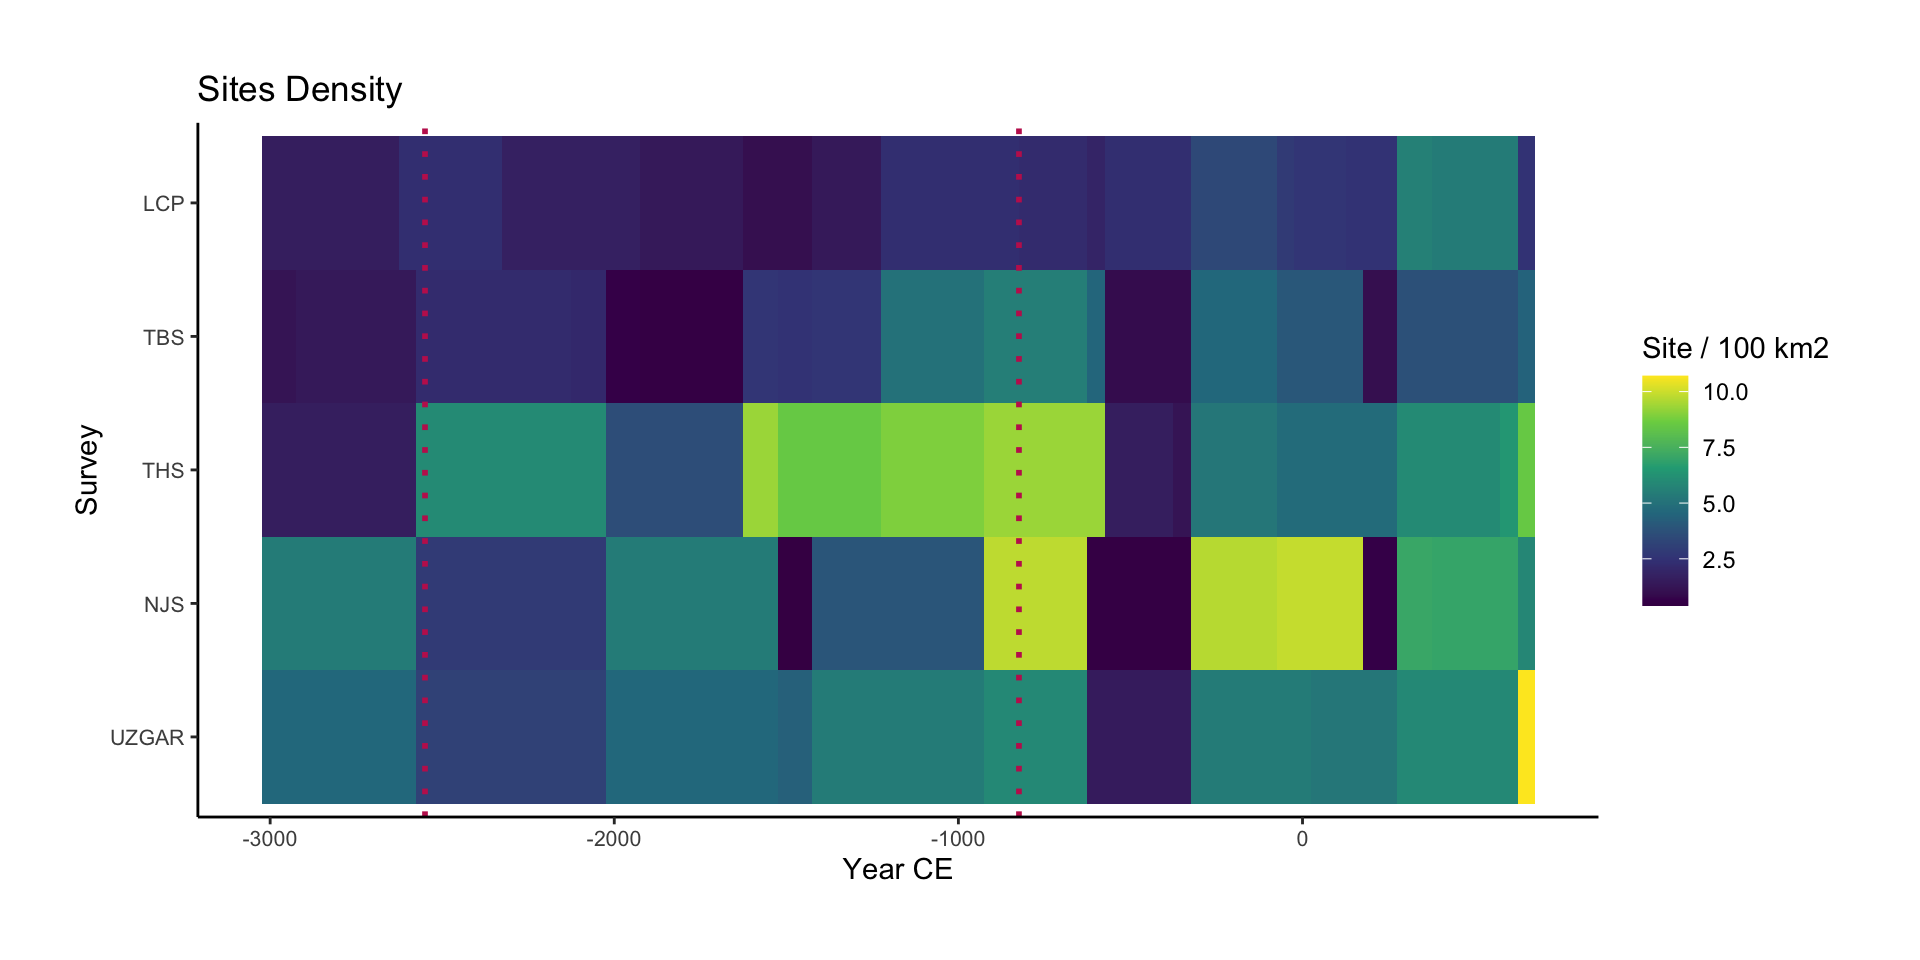 Sites Density
Survey
LCP
TBS
THS
NJS
UZGAR
-3000 -2000 -1000 0
Year CE
Site / 100 km2
10.0
7.5
5.0
2.5